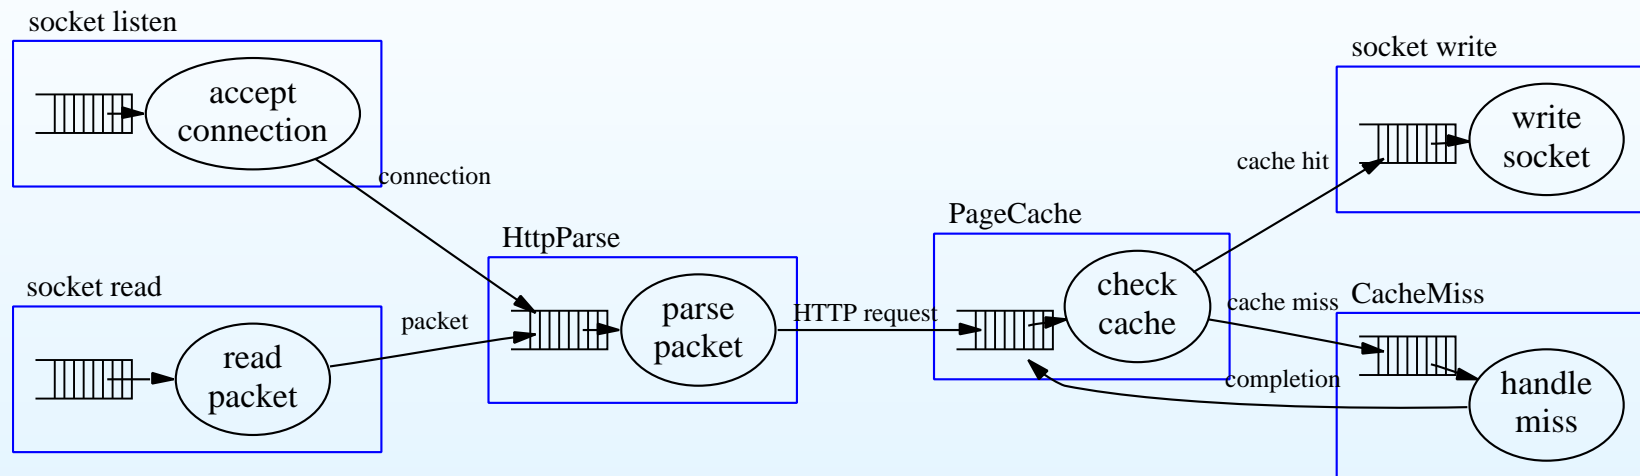 socket listen
accept
connection
connection
socket read
read
packet
packet
HttpParse
parse
packet
HTTP request
PageCache
check
cache
cache hit
cache miss
completion
socket write
write
socket
CacheMiss
handle
miss